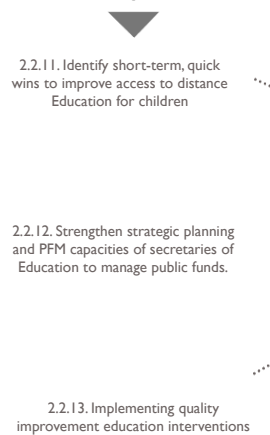 2.2.11. Identify short-term, quick
wins to improve access to distance
Education for children
2.2.12. Strengthen strategic planning
and PFM capacities of secretaries of
Education to manage public funds.
2.2.13. Implementing quality
improvement education interventions